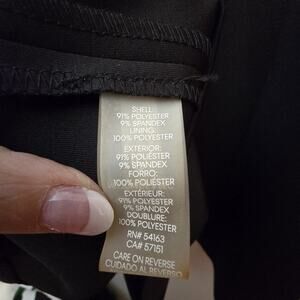 SHELL:
91% POLYESTER
9% SPANDEX
LINING:
100% POLYESTER
EXTERIOR:
91% POLIÉSTER
9% SPANDEX
FORRO:
100% POLIÉSTER
EXTÉRIEUR:
91% POLYESTER
9% SPANDEX
DOUBLURE:
100% POLYESTER
RN# 54163
CA# 57151
CARE ON REVERSE
CUIDADO AL REVERSO